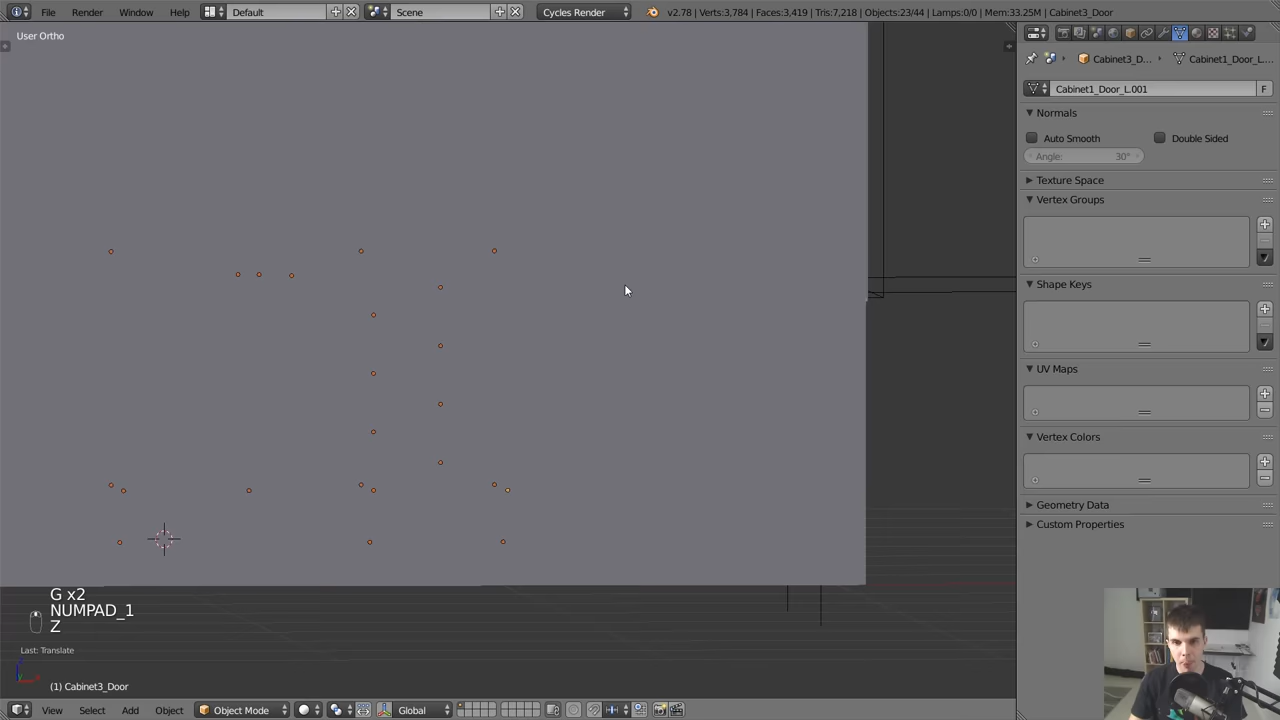 File Render Window Help Default Scene Cycles Render v2.78 | Verts:3,784 | Faces:3,419 | Tris:7,218 | Objects:23/44 | Lamps:0/0 | Mem:33.25M | Cabinet3_Door
User Ortho
Cabinet3_D... Cabinet1_Door_L....
Cabinet1_Door_L.001 F
Normals
Auto Smooth Double Sided
Angle: 30°
Texture Space
Vertex Groups
Shape Keys
UV Maps
Vertex Colors
Geometry Data
Custom Properties
G x2
NUMPAD_1
Z
Last: Translate
(1) Cabinet3_Door
View Select Add Object Object Mode Global